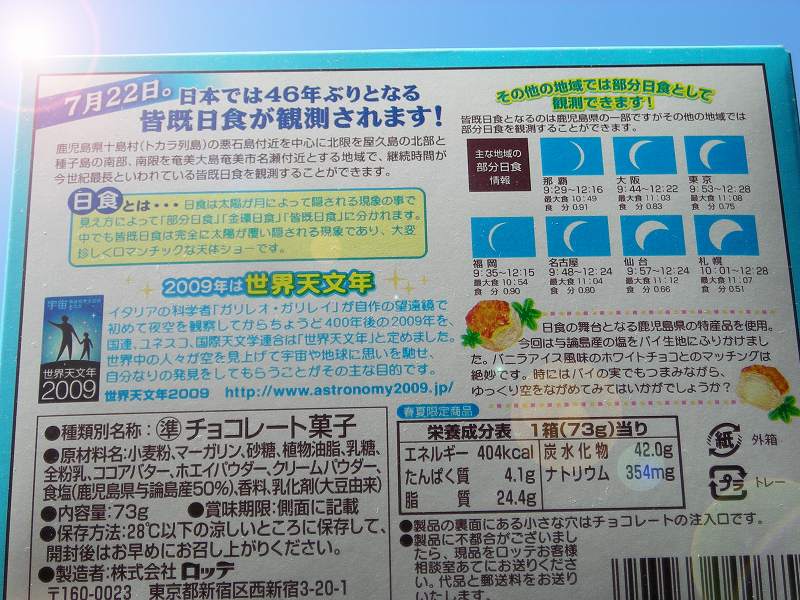 7月22日。日本では46年ぶりとなる
皆既日食が観測されます!
鹿児島県十島村(トカラ列島)の悪石島付近を中心に北限を屋久島の北部と
種子島の南部、南限を奄美大島奄美市名瀬付近とする地域で、継続時間が
今世紀最長といわれている皆既日食を観測することができます。
日食とは・・・日食は太陽が月によって隠される現象の事で
見え方によって「部分日食」「金環日食」「皆既日食」に分かれます。
中でも皆既日食は完全に太陽が覆い隠される現象であり、大変
珍しくロマンチックな天体ショーです。
2009年は世界天文年
宇宙
世界天文年
2009
イタリアの科学者「ガリレオ・ガリレイ」が自作の望遠鏡で
初めて夜空を観察してからちょうど400年後の2009年を、
国連、ユネスコ、国際天文学連合は「世界天文年」と定めました。
世界中の人々が空を見上げて宇宙や地球に思いを馳せ、
自分なりの発見をしてもらうことがその主な目的です。
世界天文年2009 http://www.astronomy2009.jp/
その他の地域では部分日食として
観測できます!
皆既日食となるのは鹿児島県の一部ですがその他の地域では
部分日食を観測することができます。
主な地域の
部分日食
情報
那覇
9:29~12:16
最大食 10:49
食分 0.91
大阪
9:44~12:22
最大食 11:03
食分 0.83
東京
9:53~12:28
最大食 11:08
食分 0.75
福岡
9:35~12:15
最大食 10:54
食分 0.90
名古屋
9:48~12:24
最大食 11:04
食分 0.80
仙台
9:57~12:24
最大食 11:12
食分 0.66
札幌
10:01~12:28
最大食 11:07
食分 0.51
日食の舞台となる鹿児島県の特産品を使用。
今回は与論島産の塩をパイ生地にふりかけまし
た。バニラアイス風味のホワイトチョコとのマッチングは
絶妙です。時にはパイの実でもつまみながら、
ゆっくり空をながめてみてはいかがでしょうか?
●種類別名称:準チョコレート菓子
●原材料名:小麦粉、マーガリン、砂糖、植物油脂、乳糖、
全粉乳、ココアバター、ホエイパウダー、クリームパウダー、
食塩(鹿児島県与論島産50%)、香料、乳化剤(大豆由来)
●内容量:73g ●賞味期限:側面に記載
●保存方法:28℃以下の涼しいところに保存して、
開封後はお早めにお召し上がりください。
●製造者:株式会社 ロッテ
〒160-0023 東京都新宿区西新宿3-20-1
春夏限定商品
栄養成分表 1箱(73g)当り
エネルギー 404kcal 炭水化物 42.0g
たんぱく質 4.1g ナトリウム 354mg
脂質 24.4g
紙 外箱
プラ トレー
●製品の裏面にある小さな穴はチョコレートの注入口です。
●製品に不都合がございまし
たら、現品をロッテお客様
相談室あてにお送りくださ
い。代品と郵送料をお送り
いたします。